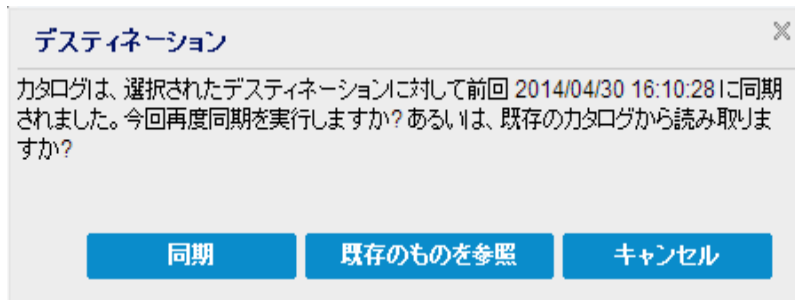 デスティネーション
カタログは、選択されたデスティネーションに対して前回 2014/04/30 16:10:28 に同期
されました。今回再度同期を実行しますか? あるいは、既存のカタログから読み取りま
すか?
同期 既存のものを参照 キャンセル